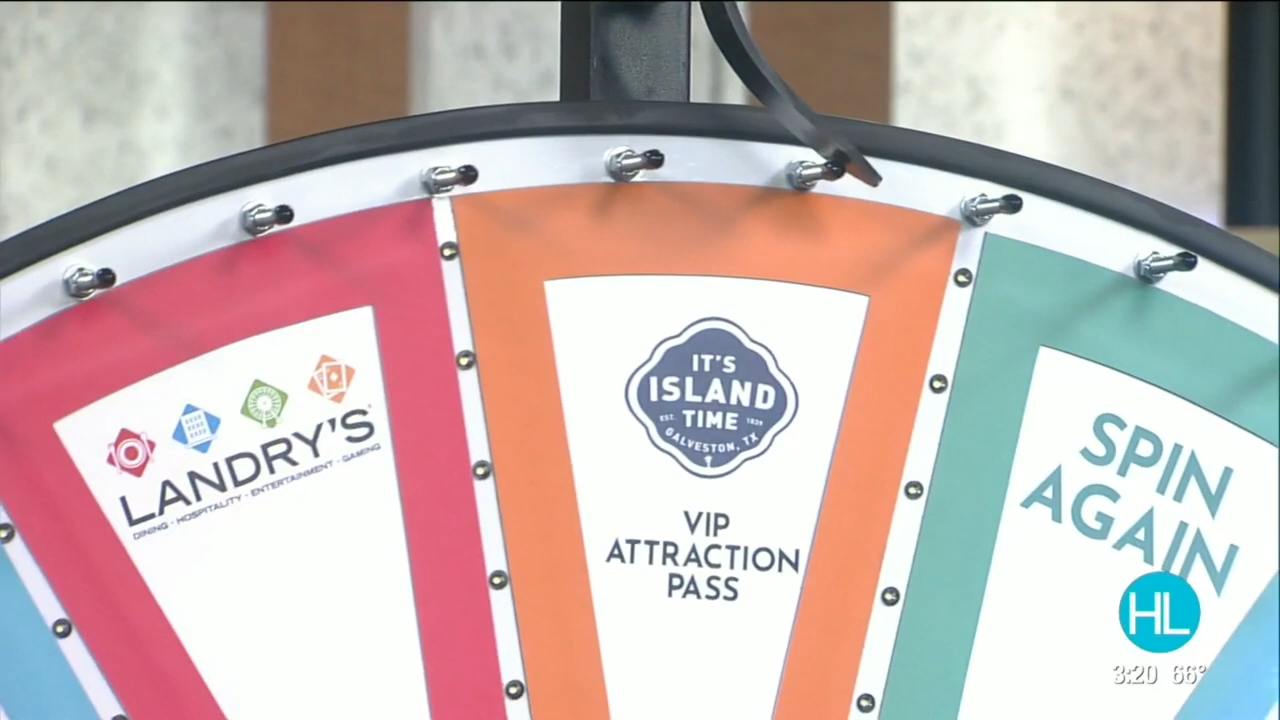 LANDRY'S
DINING · HOSPITALITY · ENTERTAINMENT · GAMING
IT'S
ISLAND
TIME
EST. 1839
GALVESTON, TX
VIP
ATTRACTION
PASS
SPIN
AGAIN
HL
3:20 66°